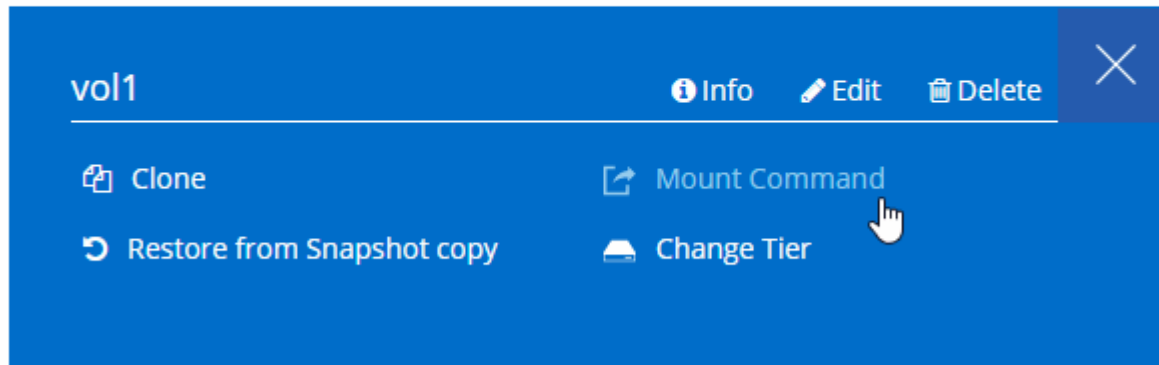 vol1 Info Edit Delete
Clone Mount Command
Restore from Snapshot copy Change Tier